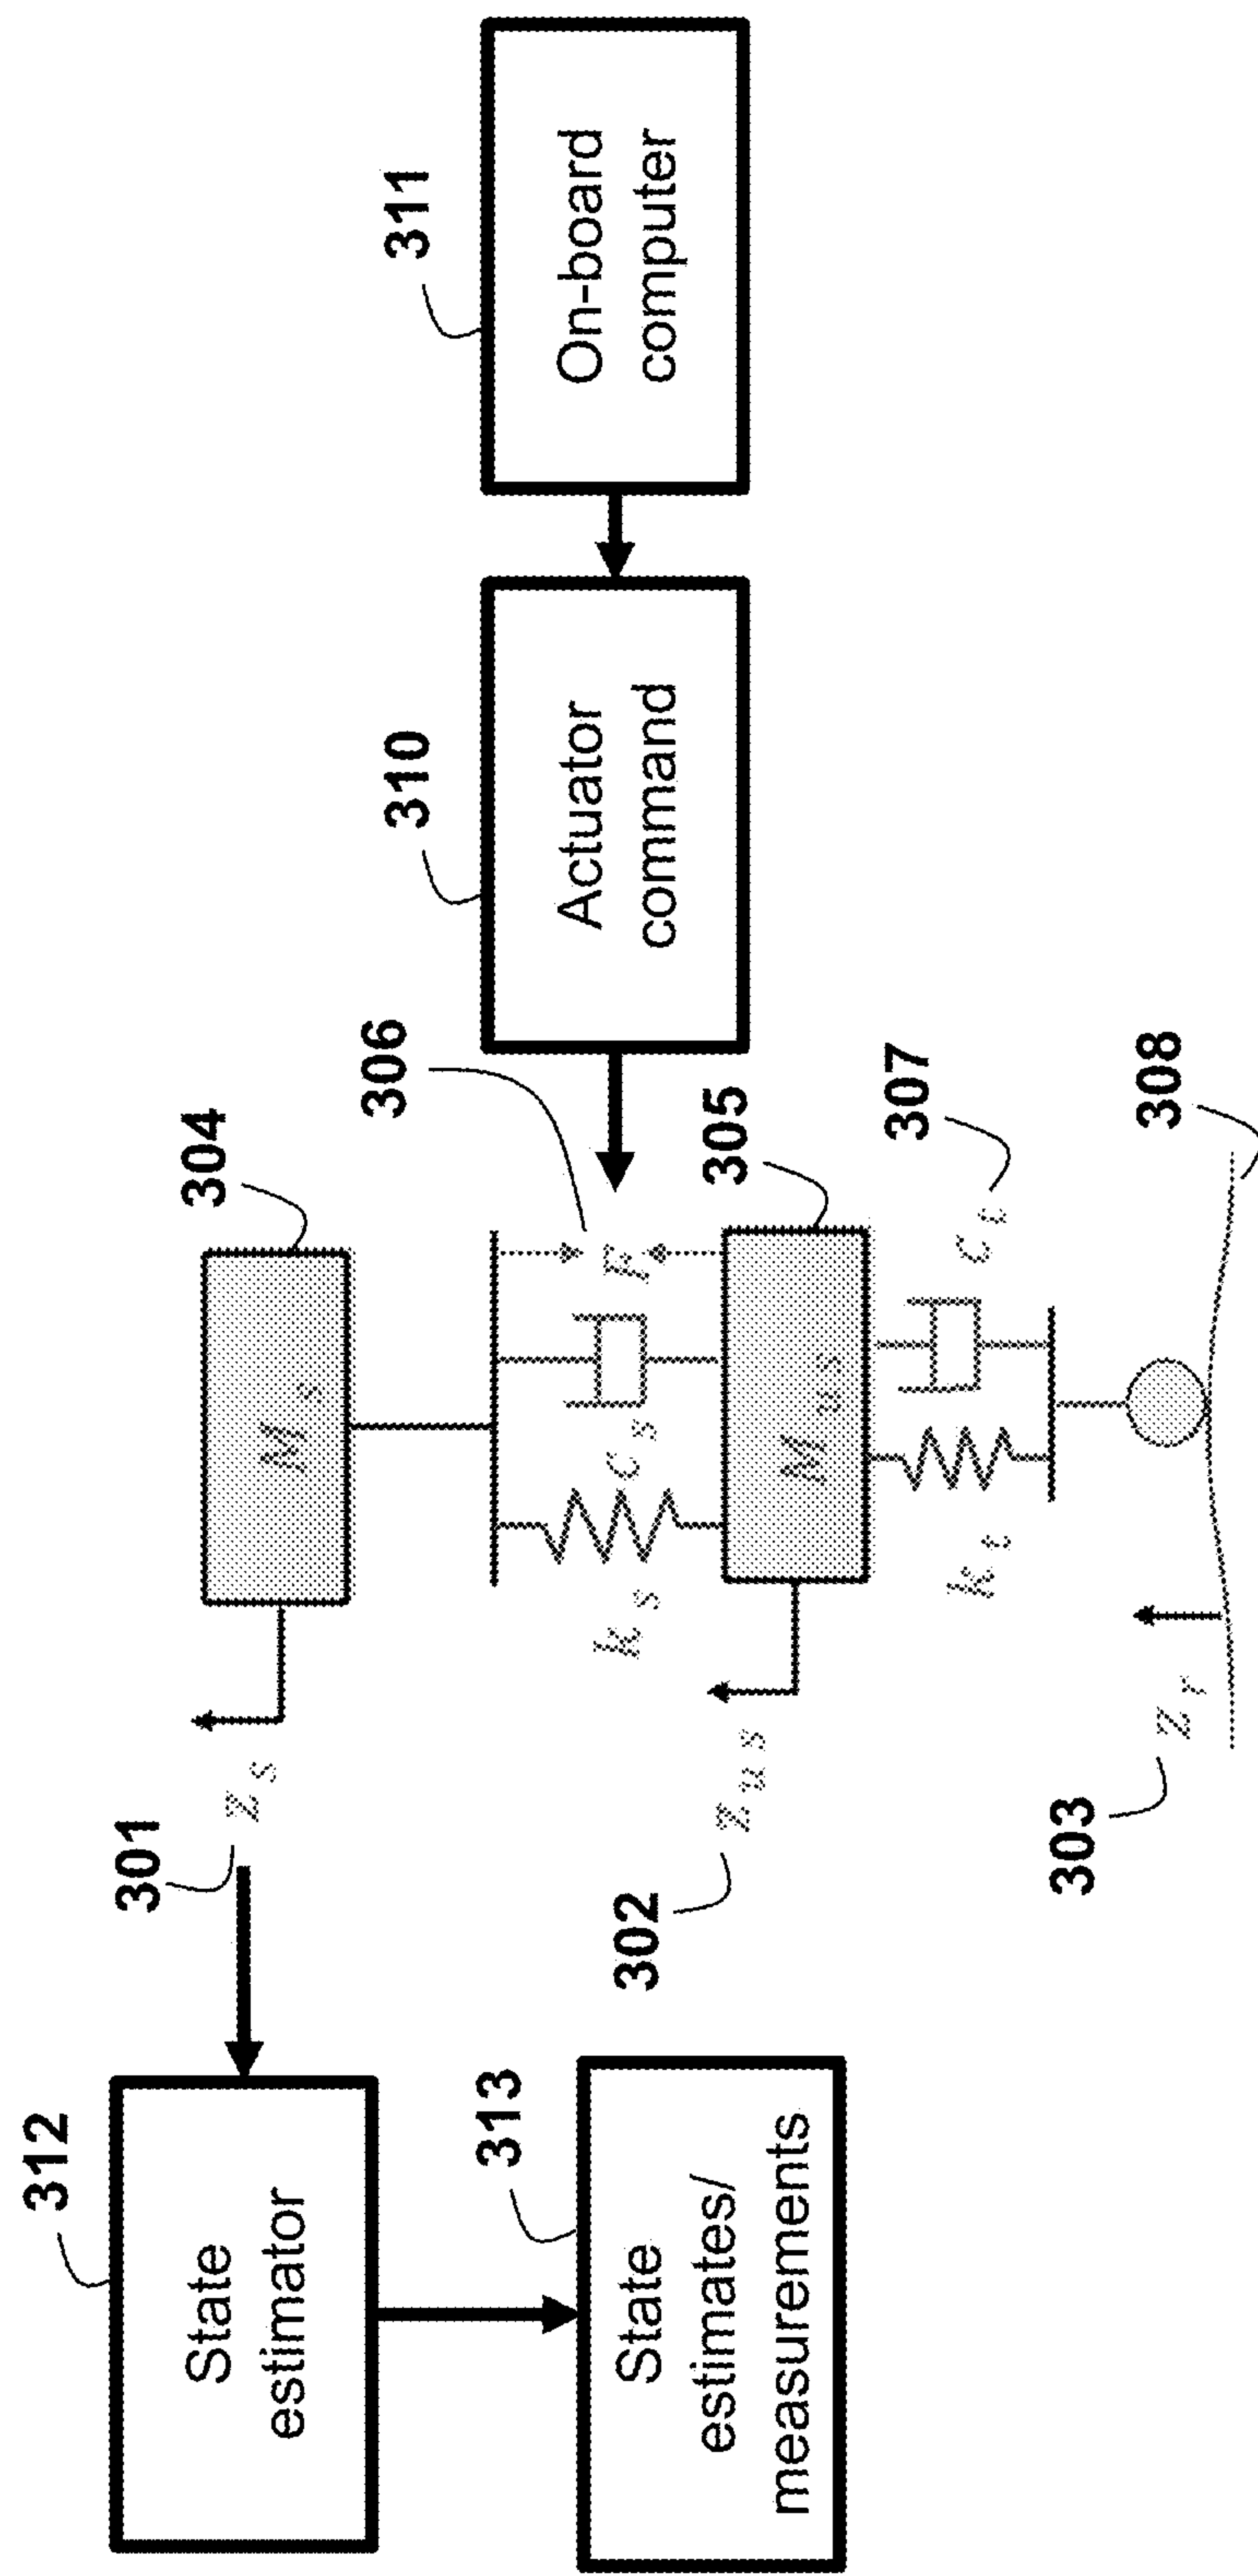 312
State
estimator
313
State
estimates/
measurements
301
z s
302
z u s
303
z r
304
M s
k s
c s
F
306
305
M u s
k t
c t
307
308
310
Actuator
command
311
On-board
computer